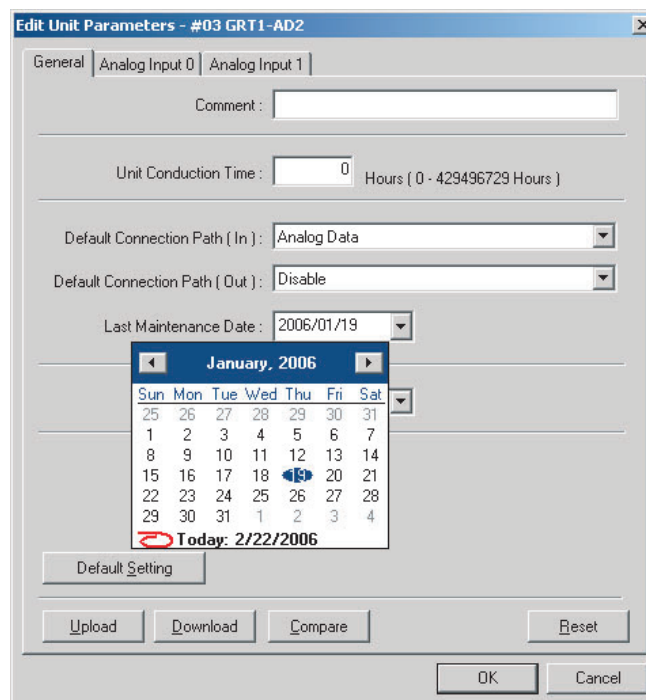 Edit Unit Parameters - #03 GRT1-AD2
General Analog Input 0 Analog Input 1
Comment :
Unit Conduction Time : 0 Hours ( 0 - 429496729 Hours )
Default Connection Path ( In ) : Analog Data
Default Connection Path ( Out ) : Disable
Last Maintenance Date : 2006/01/19
January, 2006
Sun Mon Tue Wed Thu Fri Sat
25 26 27 28 29 30 31
1 2 3 4 5 6 7
8 9 10 11 12 13 14
15 16 17 18 19 20 21
22 23 24 25 26 27 28
29 30 31 1 2 3 4
Today: 2/22/2006
Default Setting
Upload Download Compare Reset
OK Cancel